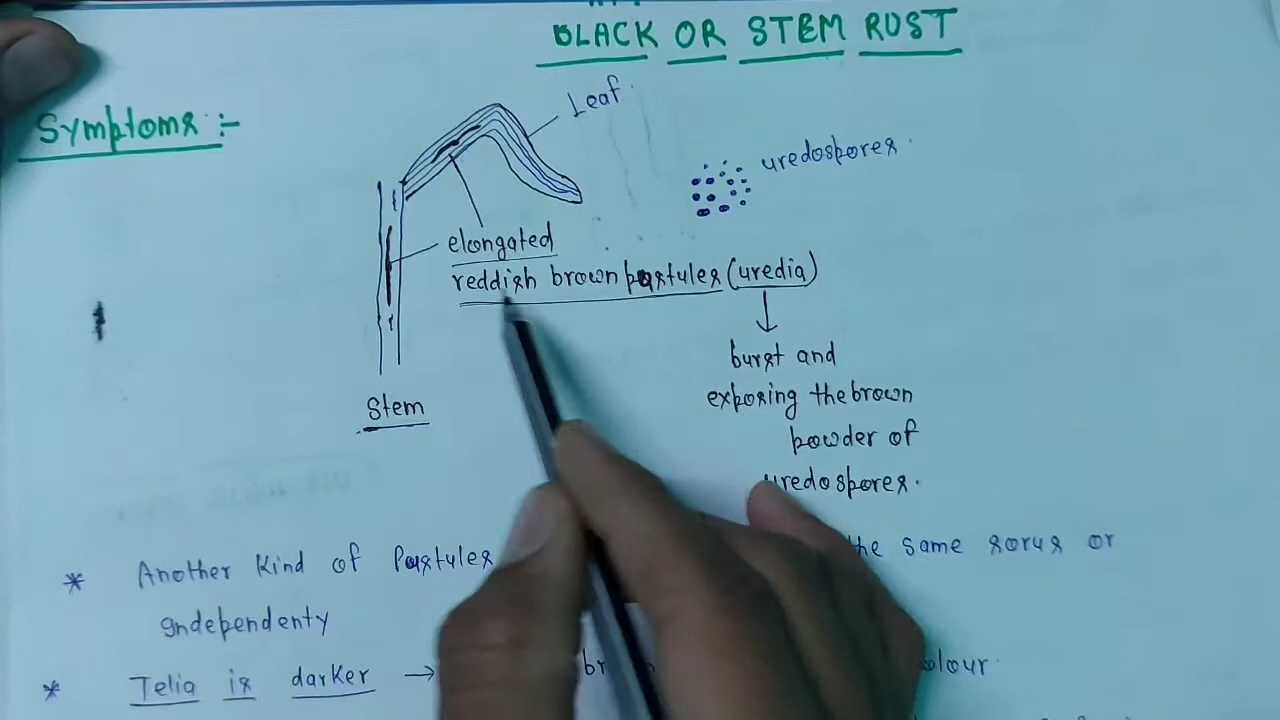 BLACK OR STEM RUST
Symptoms :-
Leaf.
uredospores.
elongated
reddish brown pustules (uredia)
burst and
exposing the brown
powder of
uredospores.
Stem
* Another kind of Pustules the same sorus or
independenty
* Telia is darker →